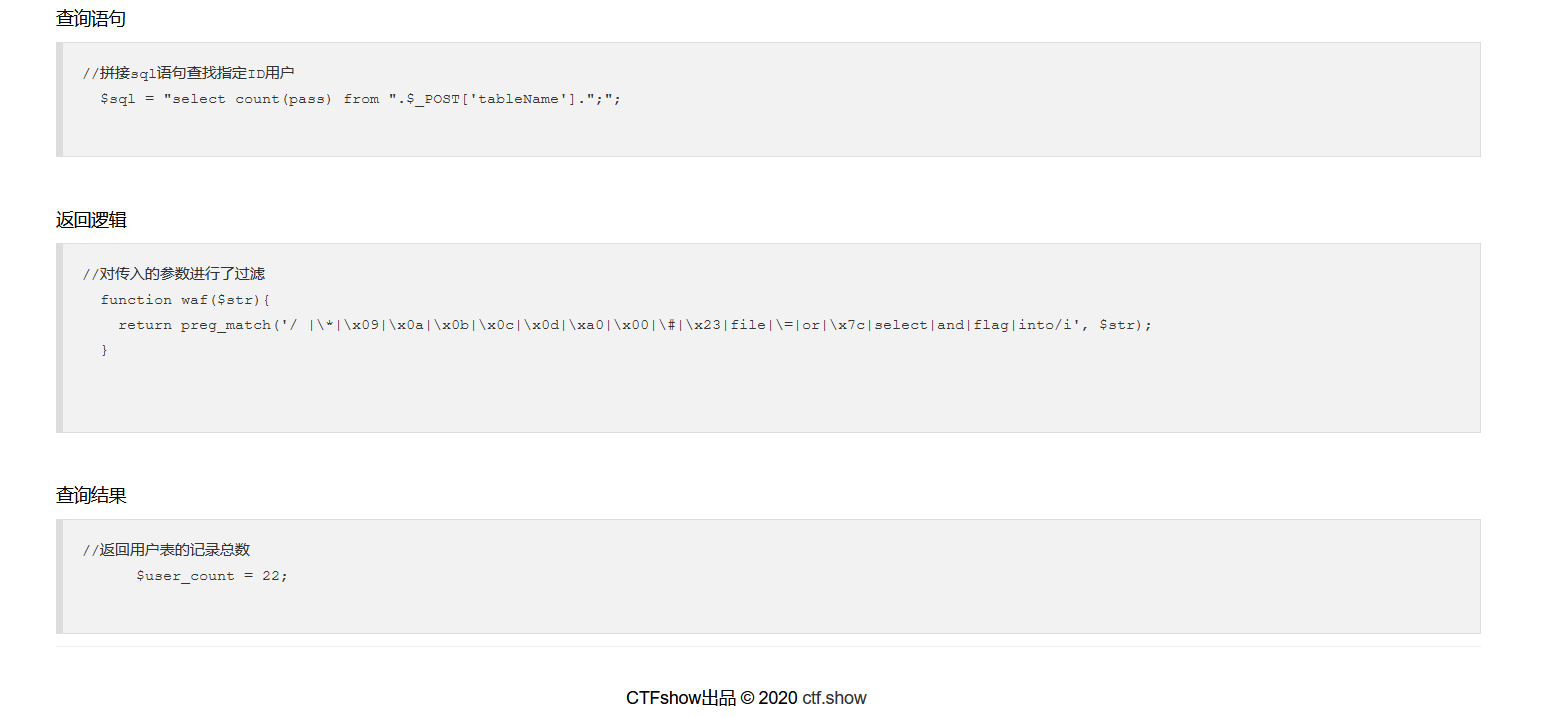 查询语句
//拼接sql语句查找指定ID用户
$sql = "select count(pass) from ".$_POST['tableName'].";";
返回逻辑
//对传入的参数进行了过滤
function waf($str){
return preg_match('/ |\*|\x09|\x0a|\x0b|\x0c|\x0d|\xa0|\x00|\#|\x23|file|\=|or|\x7c|select|and|flag|into/i', $str);
}
查询结果
//返回用户表的记录总数
$user_count = 22;
CTFshow出品 © 2020 ctf.show